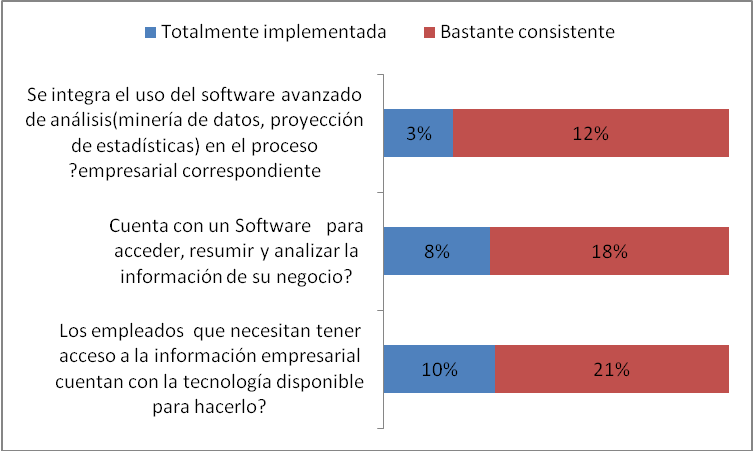 Totalmente implementada Bastante consistente
Se integra el uso del software avanzado
de análisis(minería de datos, proyección
de estadísticas) en el proceso
?empresarial correspondiente
3% 12%
Cuenta con un Software para
acceder, resumir y analizar la
información de su negocio?
8% 18%
Los empleados que necesitan tener
acceso a la información empresarial
cuentan con la tecnología disponible
para hacerlo?
10% 21%